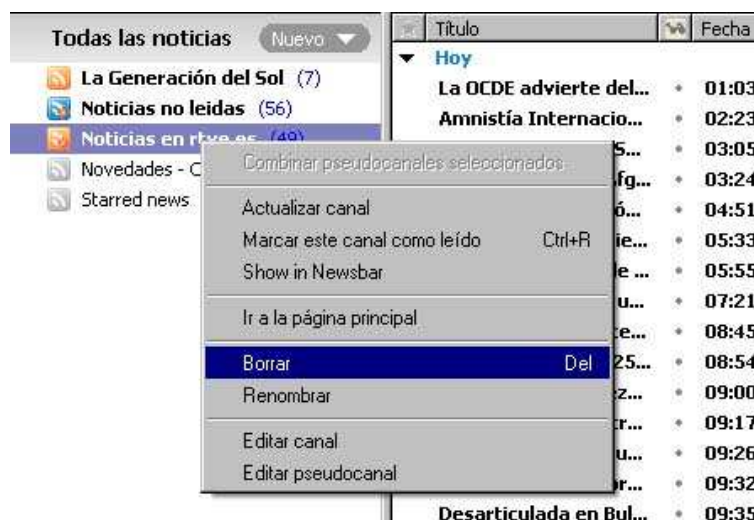 Todas las noticias
Nuevo
Título
Fecha
La Generación del Sol (7)
Noticias no leidas (56)
Noticias en rtve.es (49)
Novedades - C
Starred news
Hoy
La OCDE advierte del... 01:03
Amnistía Internacio... 02:23
5... 03:05
fg... 03:24
ó... 04:51
ie... 05:33
e ... 05:55
u... 07:21
e... 08:45
25... 08:54
z... 09:00
r... 09:17
u... 09:26
r... 09:32
Desarticulada en Bul... 09:35
Combinar pseudocanales seleccionados
Actualizar canal
Marcar este canal como leído Ctrl+R
Show in Newsbar
Ir a la página principal
Borrar Del
Renombrar
Editar canal
Editar pseudocanal